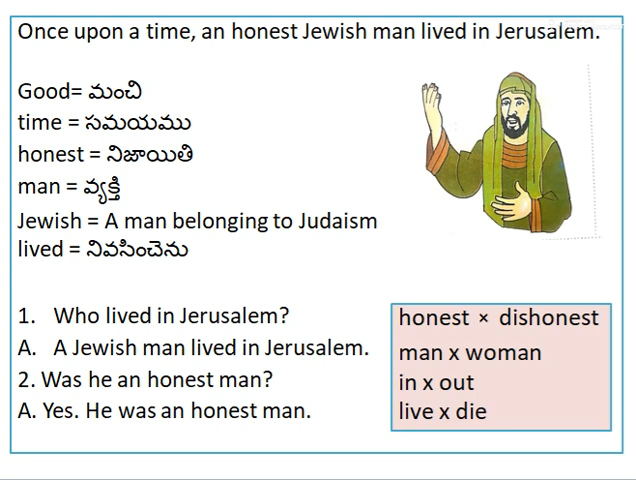 Once upon a time, an honest Jewish man lived in Jerusalem.
Good= మంచి
time = సమయము
honest = నిజాయితి
man = వ్యక్తి
Jewish = A man belonging to Judaism
lived = నివసించెను
1. Who lived in Jerusalem?
A. A Jewish man lived in Jerusalem.
2. Was he an honest man?
A. Yes. He was an honest man.
honest × dishonest
man x woman
in x out
live x die